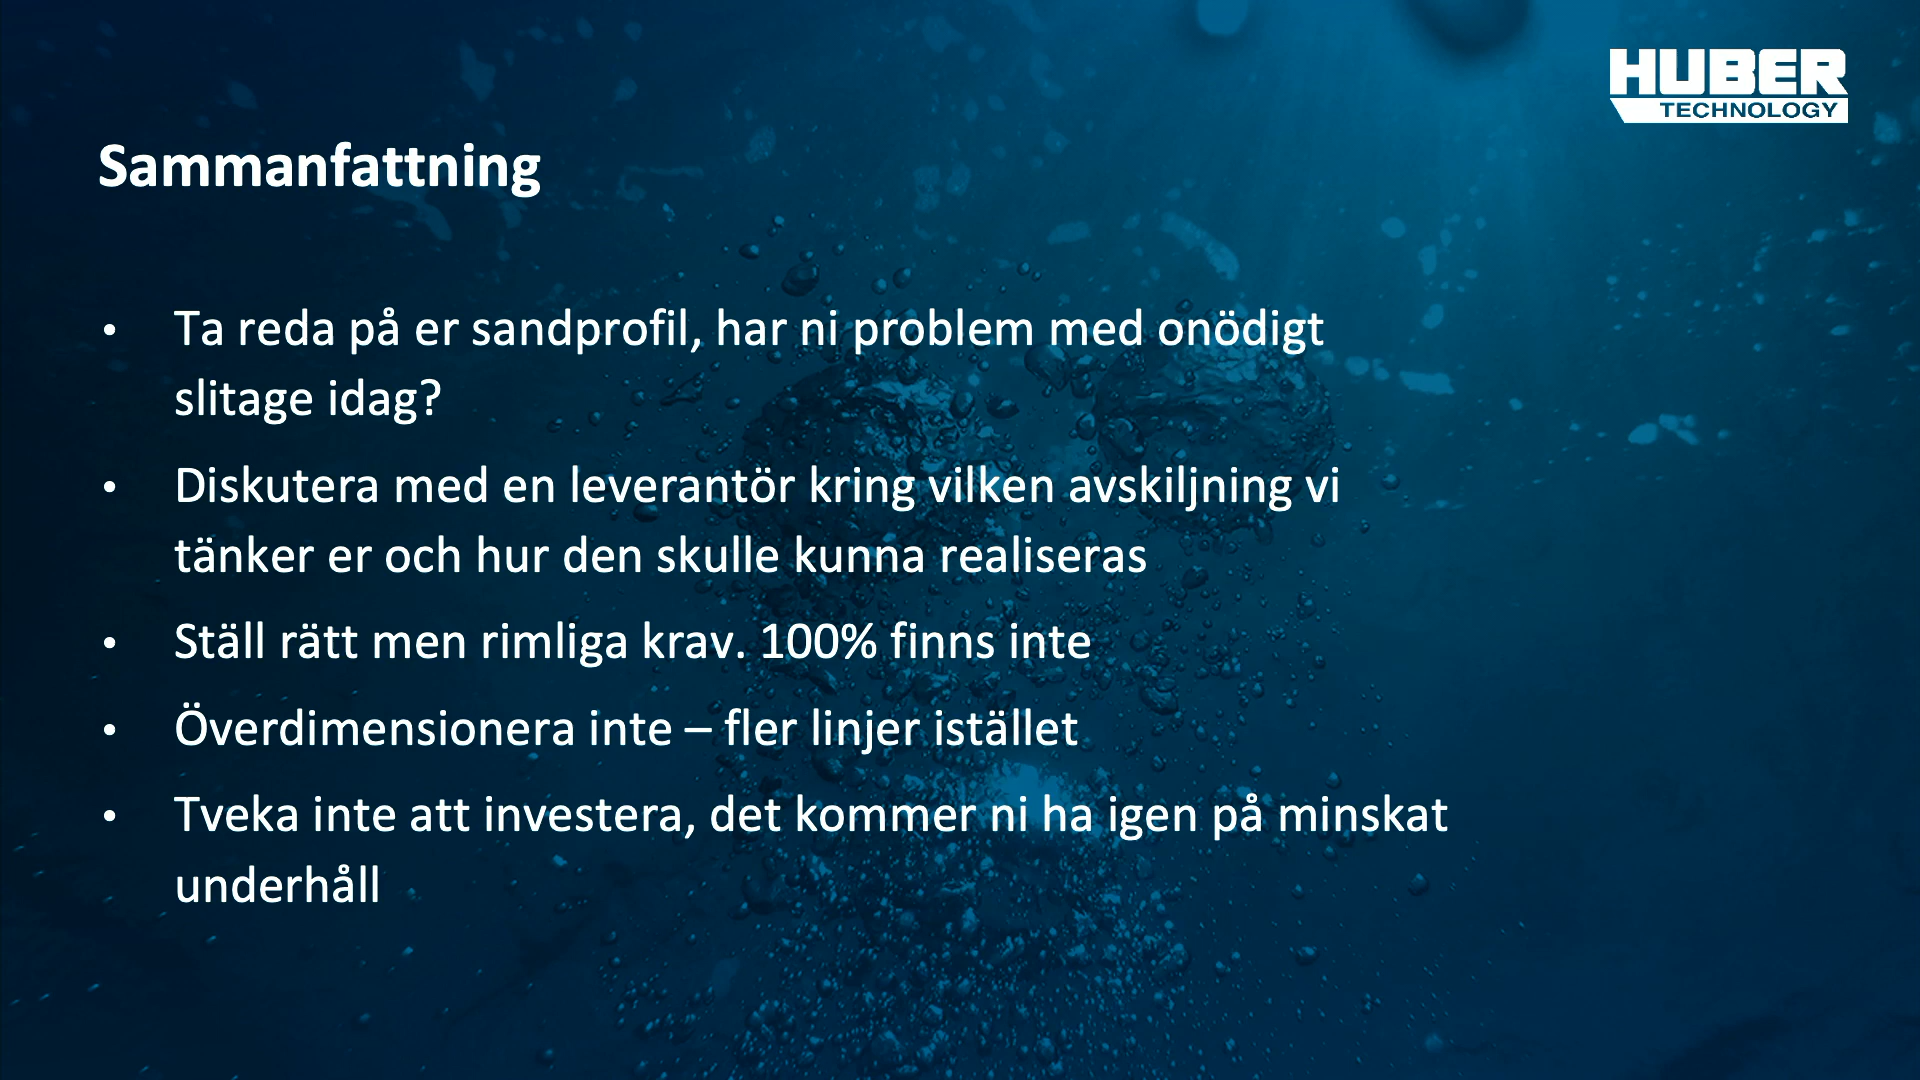 HUBER
TECHNOLOGY
Sammanfattning
• Ta reda på er sandprofil, har ni problem med onödigt
slitage idag?
• Diskutera med en leverantör kring vilken avskiljning vi
tänker er och hur den skulle kunna realiseras
• Ställ rätt men rimliga krav. 100% finns inte
• Överdimensionera inte – fler linjer istället
• Tveka inte att investera, det kommer ni ha igen på minskat
underhåll